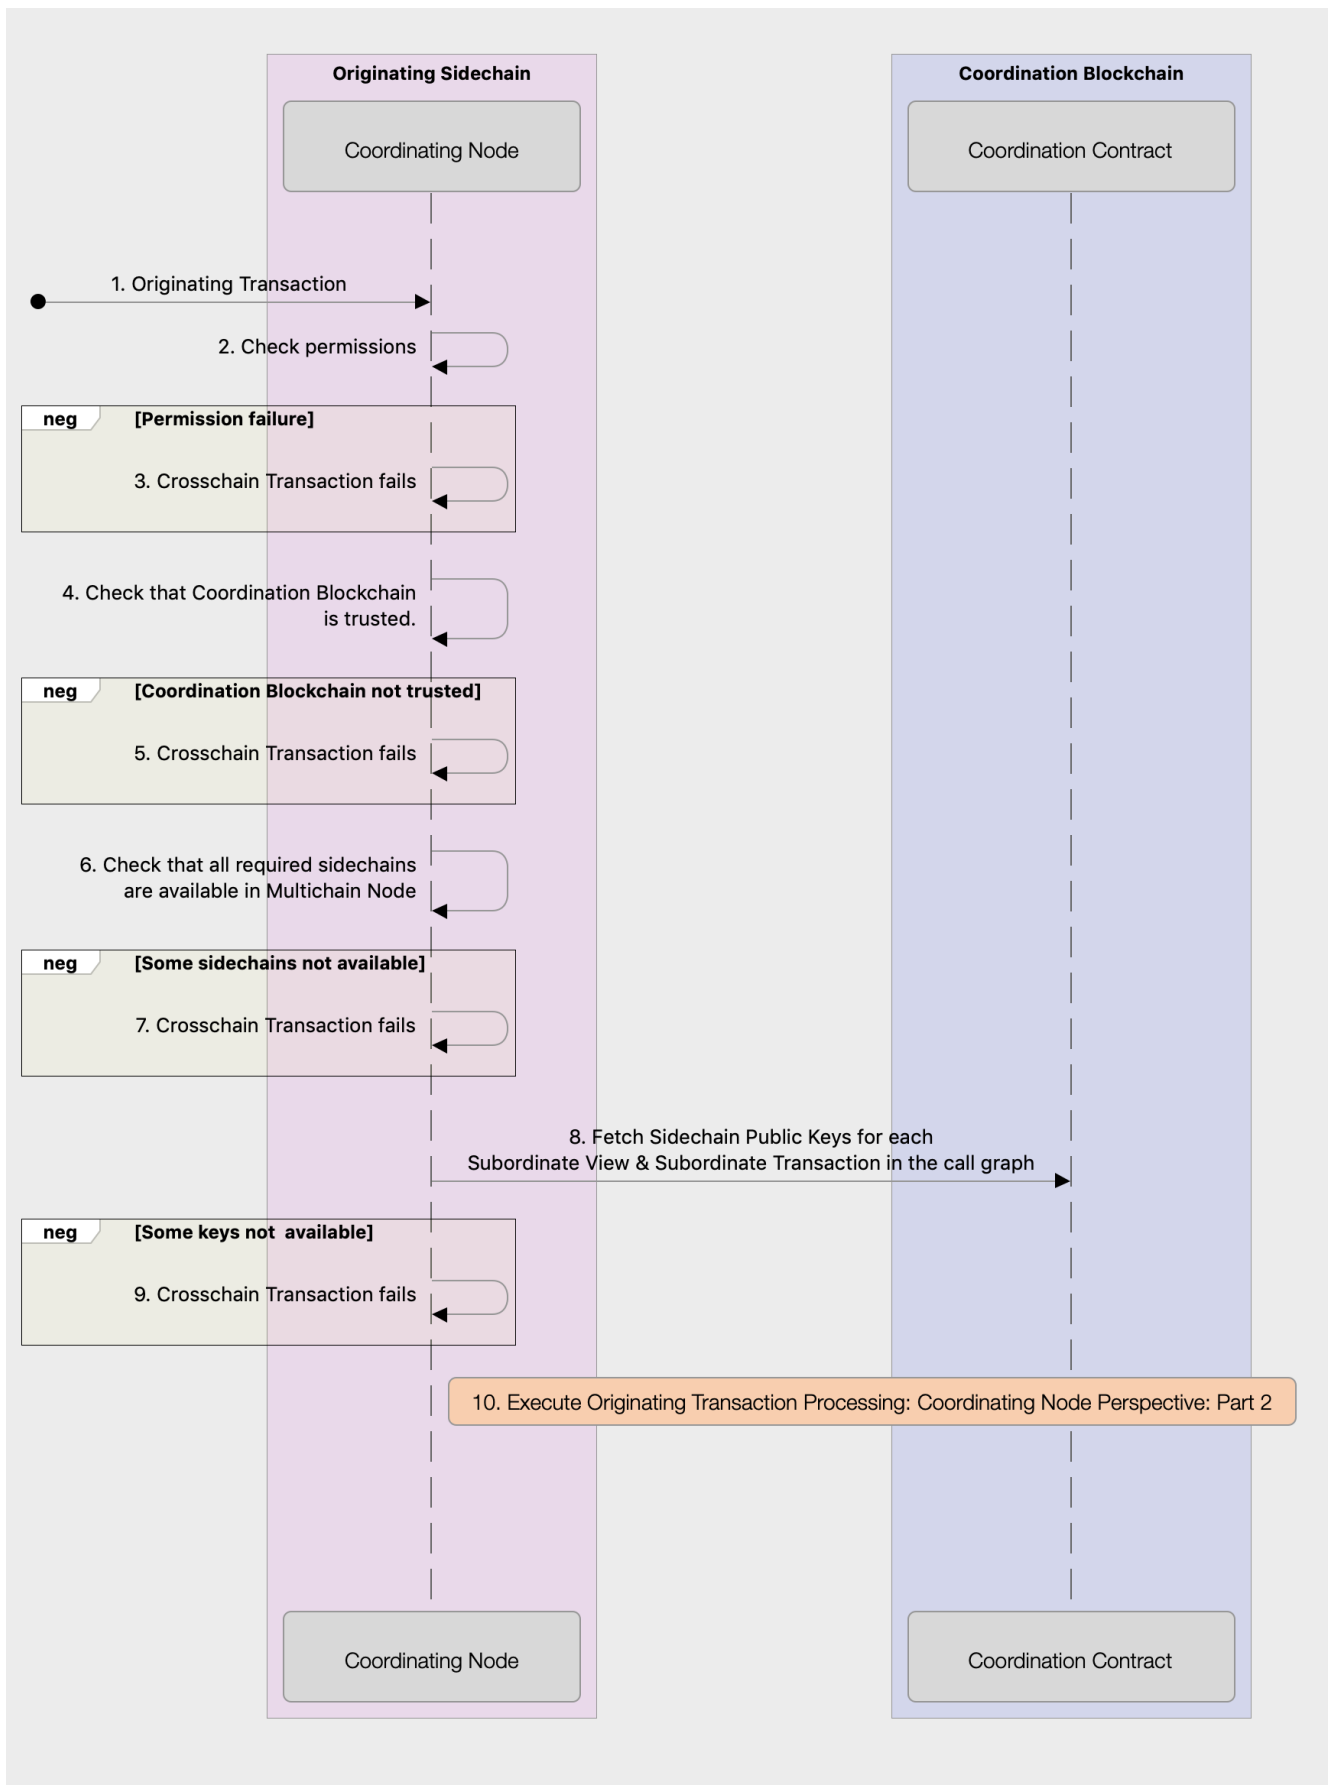 Originating Sidechain
Coordination Blockchain
Coordinating Node
Coordination Contract
1. Originating Transaction
2. Check permissions
neg
[Permission failure]
3. Crosschain Transaction fails
4. Check that Coordination Blockchain
is trusted.
neg
[Coordination Blockchain not trusted]
5. Crosschain Transaction fails
6. Check that all required sidechains
are available in Multichain Node
neg
[Some sidechains not available]
7. Crosschain Transaction fails
8. Fetch Sidechain Public Keys for each
Subordinate View & Subordinate Transaction in the call graph
neg
[Some keys not  available]
9. Crosschain Transaction fails
10. Execute Originating Transaction Processing: Coordinating Node Perspective: Part 2
Coordinating Node
Coordination Contract